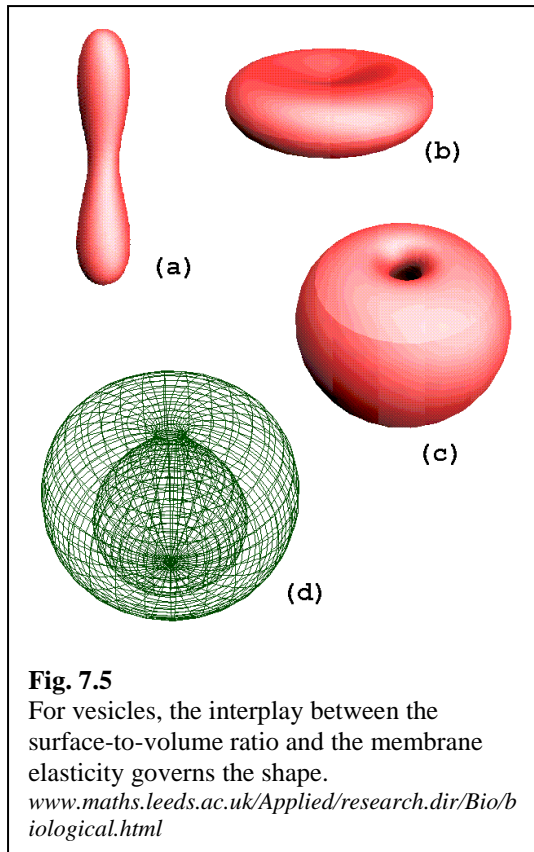 (a)
(b)
(c)
(d)
Fig. 7.5
For vesicles, the interplay between the
surface-to-volume ratio and the membrane
elasticity governs the shape.
www.maths.leeds.ac.uk/Applied/research.dir/Bio/b
iological.html